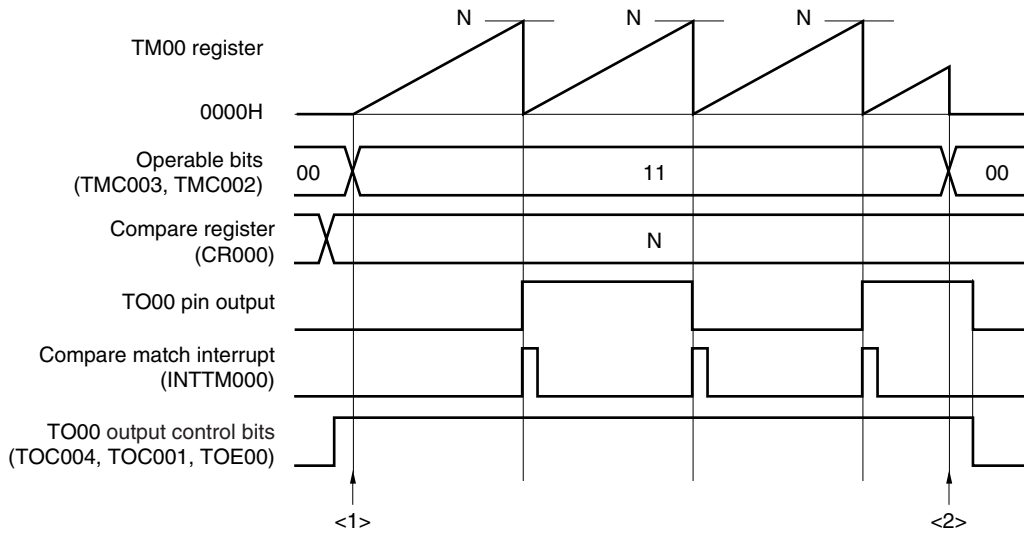 N N N
TM00 register
0000H
Operable bits
(TMC003, TMC002)
00 11 00
Compare register
(CR000)
N
TO00 pin output
Compare match interrupt
(INTTM000)
TO00 output control bits
(TOC004, TOC001, TOE00)
<1> <2>